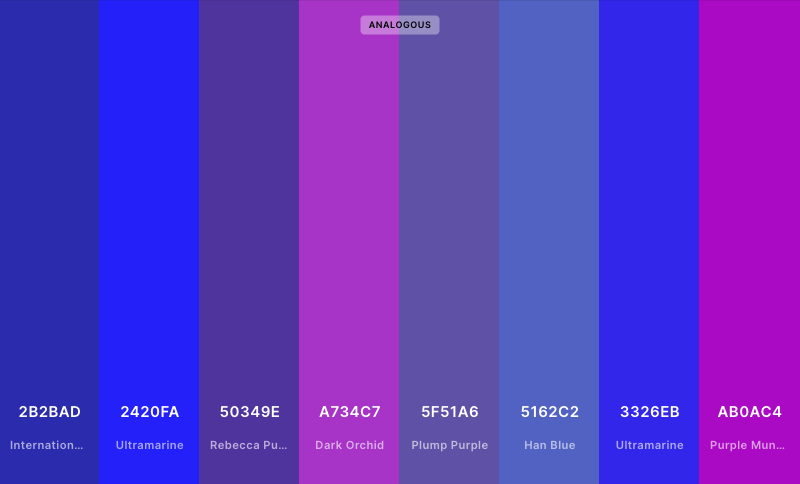 ANALOGOUS
2B2BAD 2420FA 50349E A734C7 5F51A6 5162C2 3326EB AB0AC4
Internation... Ultramarine Rebecca Pu... Dark Orchid Plump Purple Han Blue Ultramarine Purple Mun...